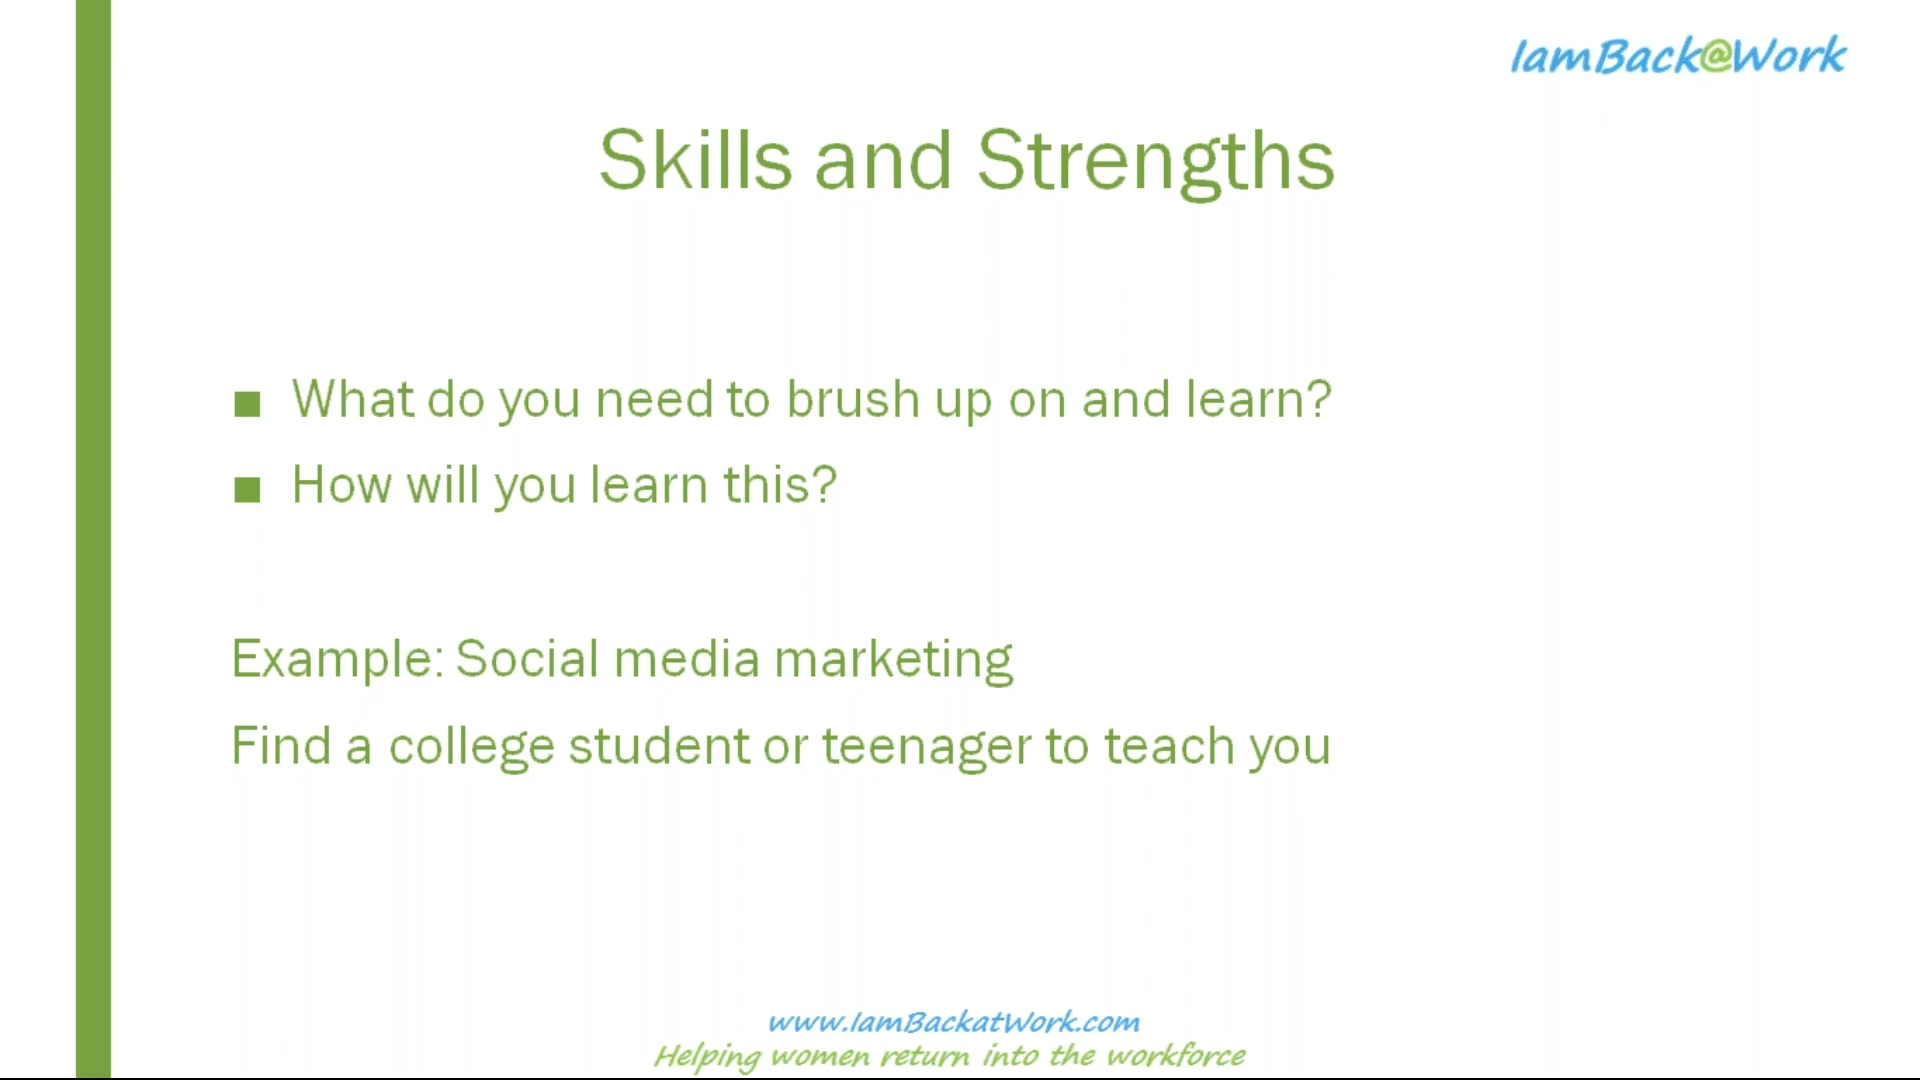 IamBack@Work
Skills and Strengths
■ What do you need to brush up on and learn?
■ How will you learn this?
Example: Social media marketing
Find a college student or teenager to teach you
www.IamBackatWork.com
Helping women return into the workforce